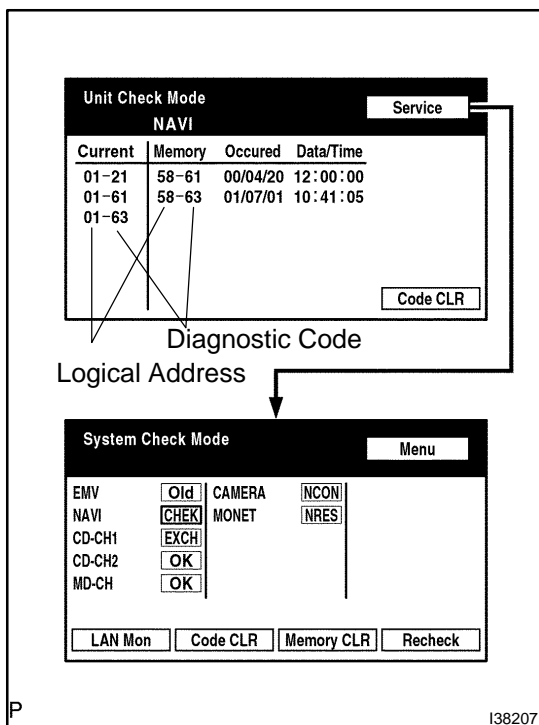 Unit Check Mode
Service
NAVI
Current Memory Occured Data/Time
01-21 58-61 00/04/20 12:00:00
01-61 58-63 01/07/01 10:41:05
01-63
Code CLR
Diagnostic Code
Logical Address
System Check Mode
Menu
EMV Old CAMERA NCON
NAVI CHEK MONET NRES
CD-CH1 EXCH
CD-CH2 OK
MD-CH OK
LAN Mon Code CLR Memory CLR Recheck
P
I38207